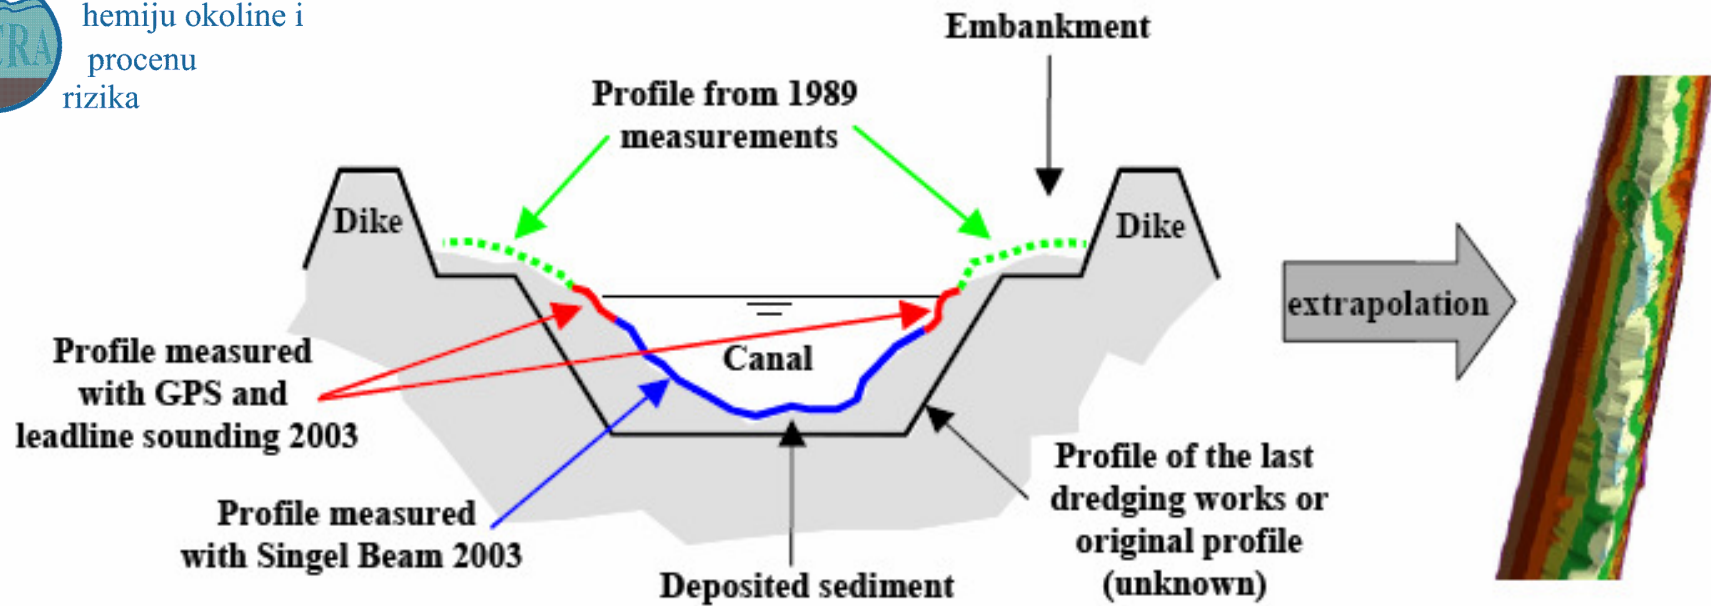 hemiju okoline i
procenu
rizika
CRA
Embankment
Profile from 1989
measurements
Dike
Dike
extrapolation
Canal
Profile measured
with GPS and
leadline sounding 2003
Profile measured
with Singel Beam 2003
Deposited sediment
Profile of the last
dredging works or
original profile
(unknown)